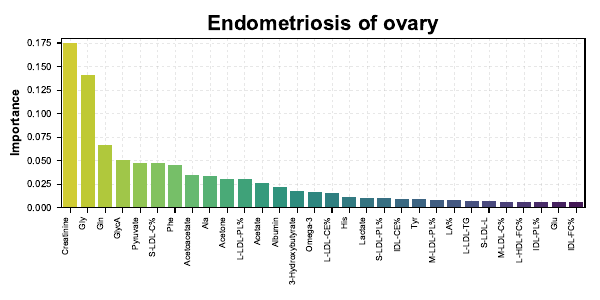 Endometriosis of ovary
Importance
0.175
0.150
0.125
0.100
0.075
0.050
0.025
0.000
Creatinine
Gly
Gln
GlycA
Pyruvate
S-LDL-C%
Phe
Acetoacetate
Ala
Acetone
L-LDL-PL%
Acetate
Albumin
3-Hydroxybutyrate
Omega-3
L-LDL-CE%
His
Lactate
S-LDL-PL%
IDL-CE%
Tyr
M-LDL-PL%
LA%
L-LDL-TG
S-LDL-L
M-LDL-C%
L-HDL-FC%
IDL-PL%
Glu
IDL-FC%